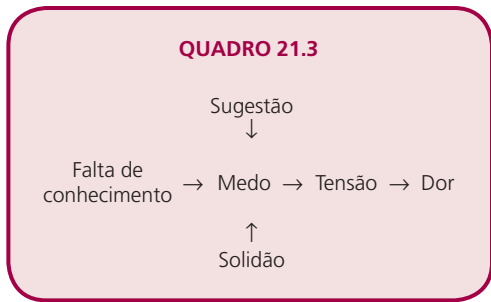 QUADRO 21.3
Sugestão
↓
Falta de
conhecimento → Medo → Tensão → Dor
↑
Solidão